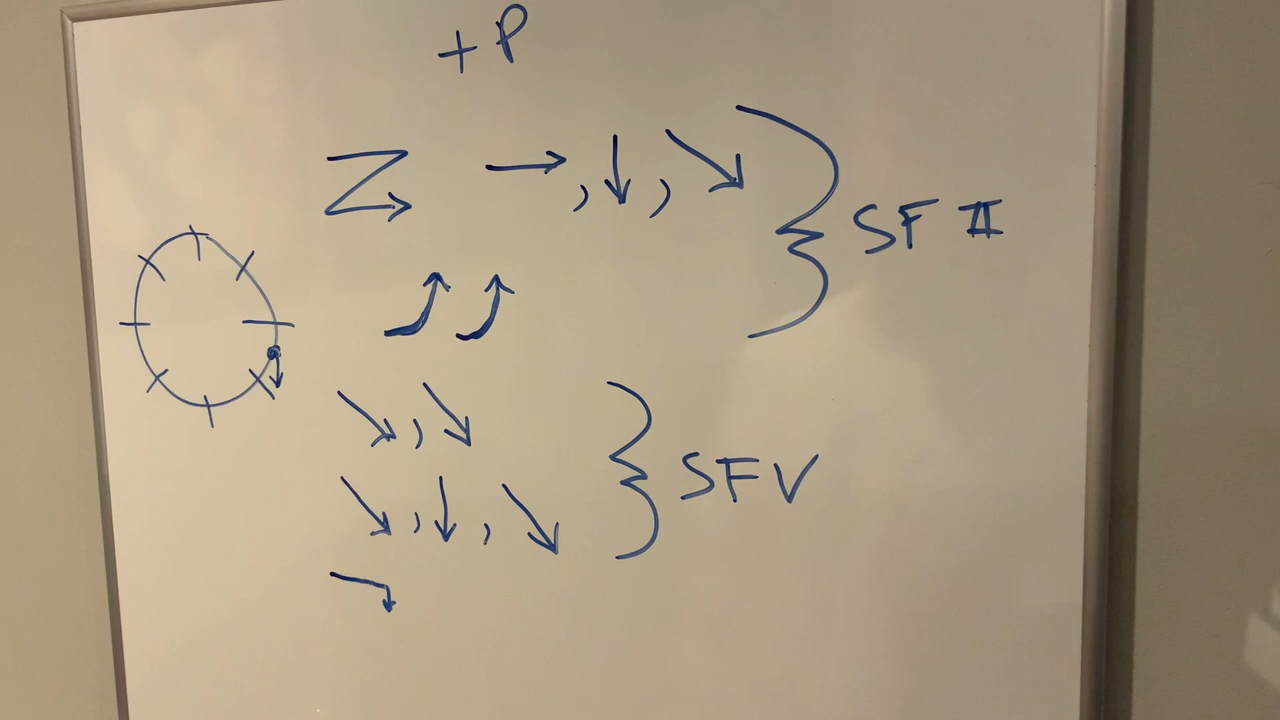 + P
Z →, ↓, ↘ } SF II
⤴ ⤴
↘, ↘
↘, ↓, ↘ } SFV